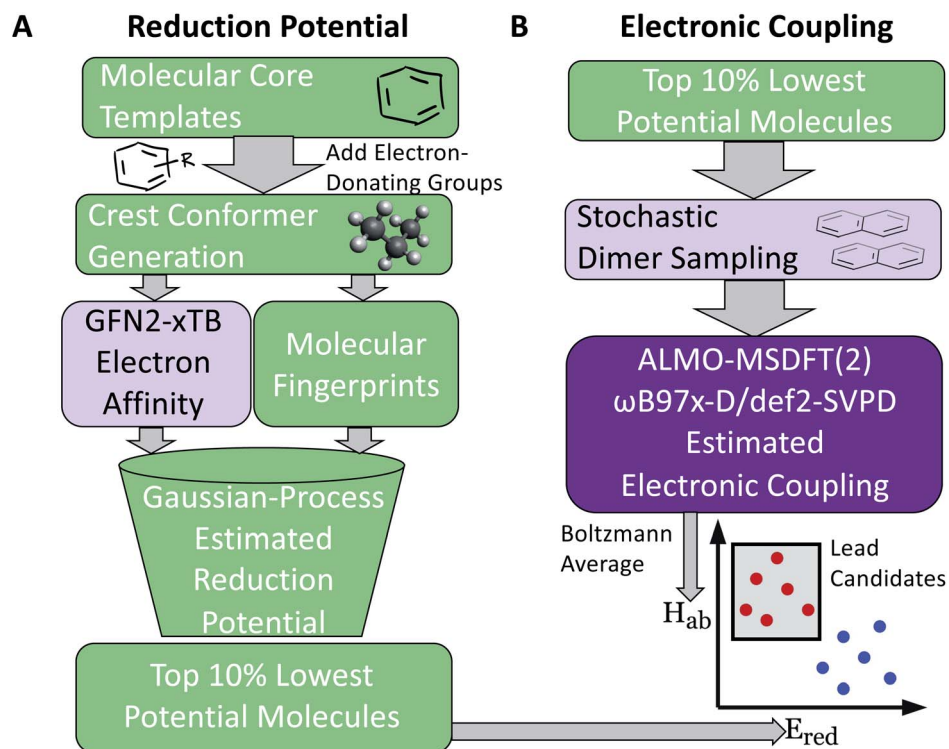 A
Reduction Potential
Molecular Core
Templates
R
Add Electron-
Donating Groups
Crest Conformer
Generation
GFN2-xTB
Electron
Affinity
Molecular
Fingerprints
Gaussian-Process
Estimated
Reduction
Potential
Top 10% Lowest
Potential Molecules
B
Electronic Coupling
Top 10% Lowest
Potential Molecules
Stochastic
Dimer Sampling
ALMO-MSDFT(2)
ωB97x-D/def2-SVPD
Estimated
Electronic Coupling
Boltzmann
Average
Lead
Candidates
H_ab
E_red